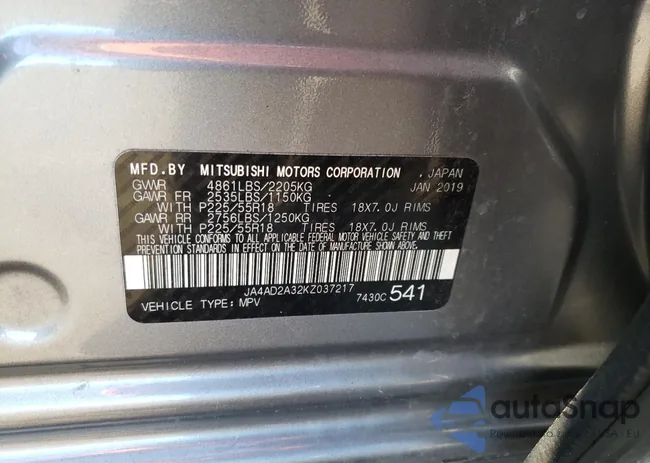 MFD.BY MITSUBISHI MOTORS CORPORATION , JAPAN
GVWR 4861LBS/2205KG JAN 2019
GAWR FR 2535LBS/1150KG
WITH P225/55R18 TIRES 18X7.0J RIMS
GAWR RR 2756LBS/1250KG
WITH P225/55R18 TIRES 18X7.0J RIMS
THIS VEHICLE CONFORMS TO ALL APPLICABLE FEDERAL MOTOR VEHICLE SAFETY AND THEFT
PREVENTION STANDARDS IN EFFECT ON THE DATE OF MANUFACTURE SHOWN ABOVE.
JA4AD2A32KZ037217
VEHICLE TYPE: MPV 7430C 541
autoSnap